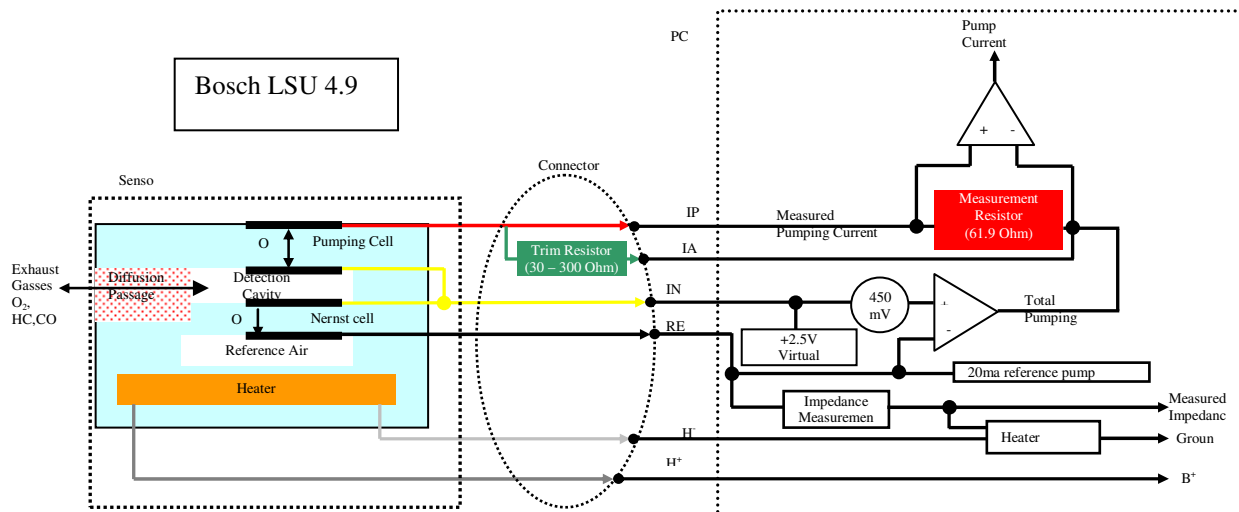 Pump
Current
PC
Bosch LSU 4.9
+ -
Connector
Senso
Measurement
Resistor
(61.9 Ohm)
IP
Measured
Pumping Current
O
Pumping Cell
Trim Resistor
(30 – 300 Ohm)
IA
Exhaust
Gasses
O2,
HC,CO
Diffusion
Passage
Detection
Cavity
IN
450
mV
+
-
Total
Pumping
O
Nernst cell
RE
+2.5V
Virtual
Reference Air
20ma reference pump
Heater
Impedance
Measuremen
Measured
Impedanc
H-
Heater
Groun
H+
B+